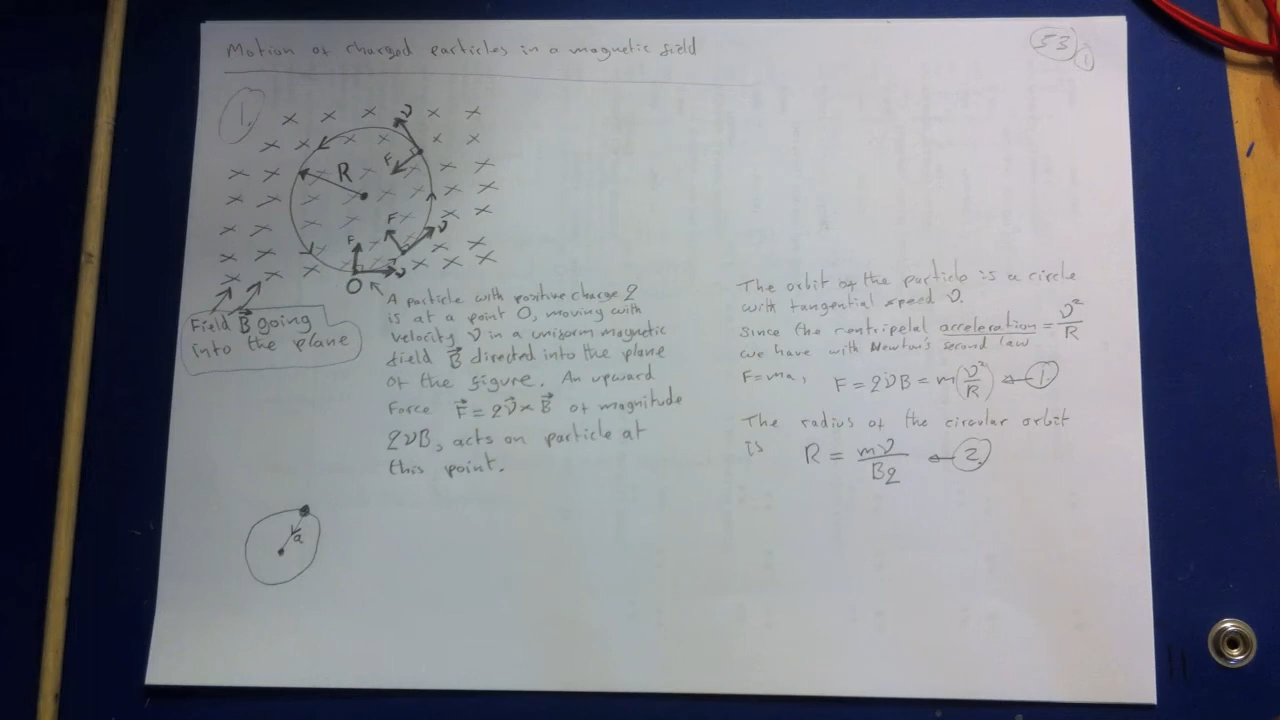 Motion of charged particles in a magnetic field
53
1
1.
R
F
v
F
v
F
v
O
Field B⃗ going
into the plane
A particle with positive charge q
is at a point O, moving with
velocity v in a uniform magnetic
field B⃗ directed into the plane
of the figure. An upward
Force F⃗ = qv⃗ × B⃗ of magnitude
qvB, acts on particle at
this point.
a
The orbit of the particle is a circle
with tangential speed v.
Since the centripetal acceleration = v²/R
we have with Newton's second law
F=ma, F = qvB = m(v²/R) ← 1
The radius of the circular orbit
is R = mv/Bq ← 2.